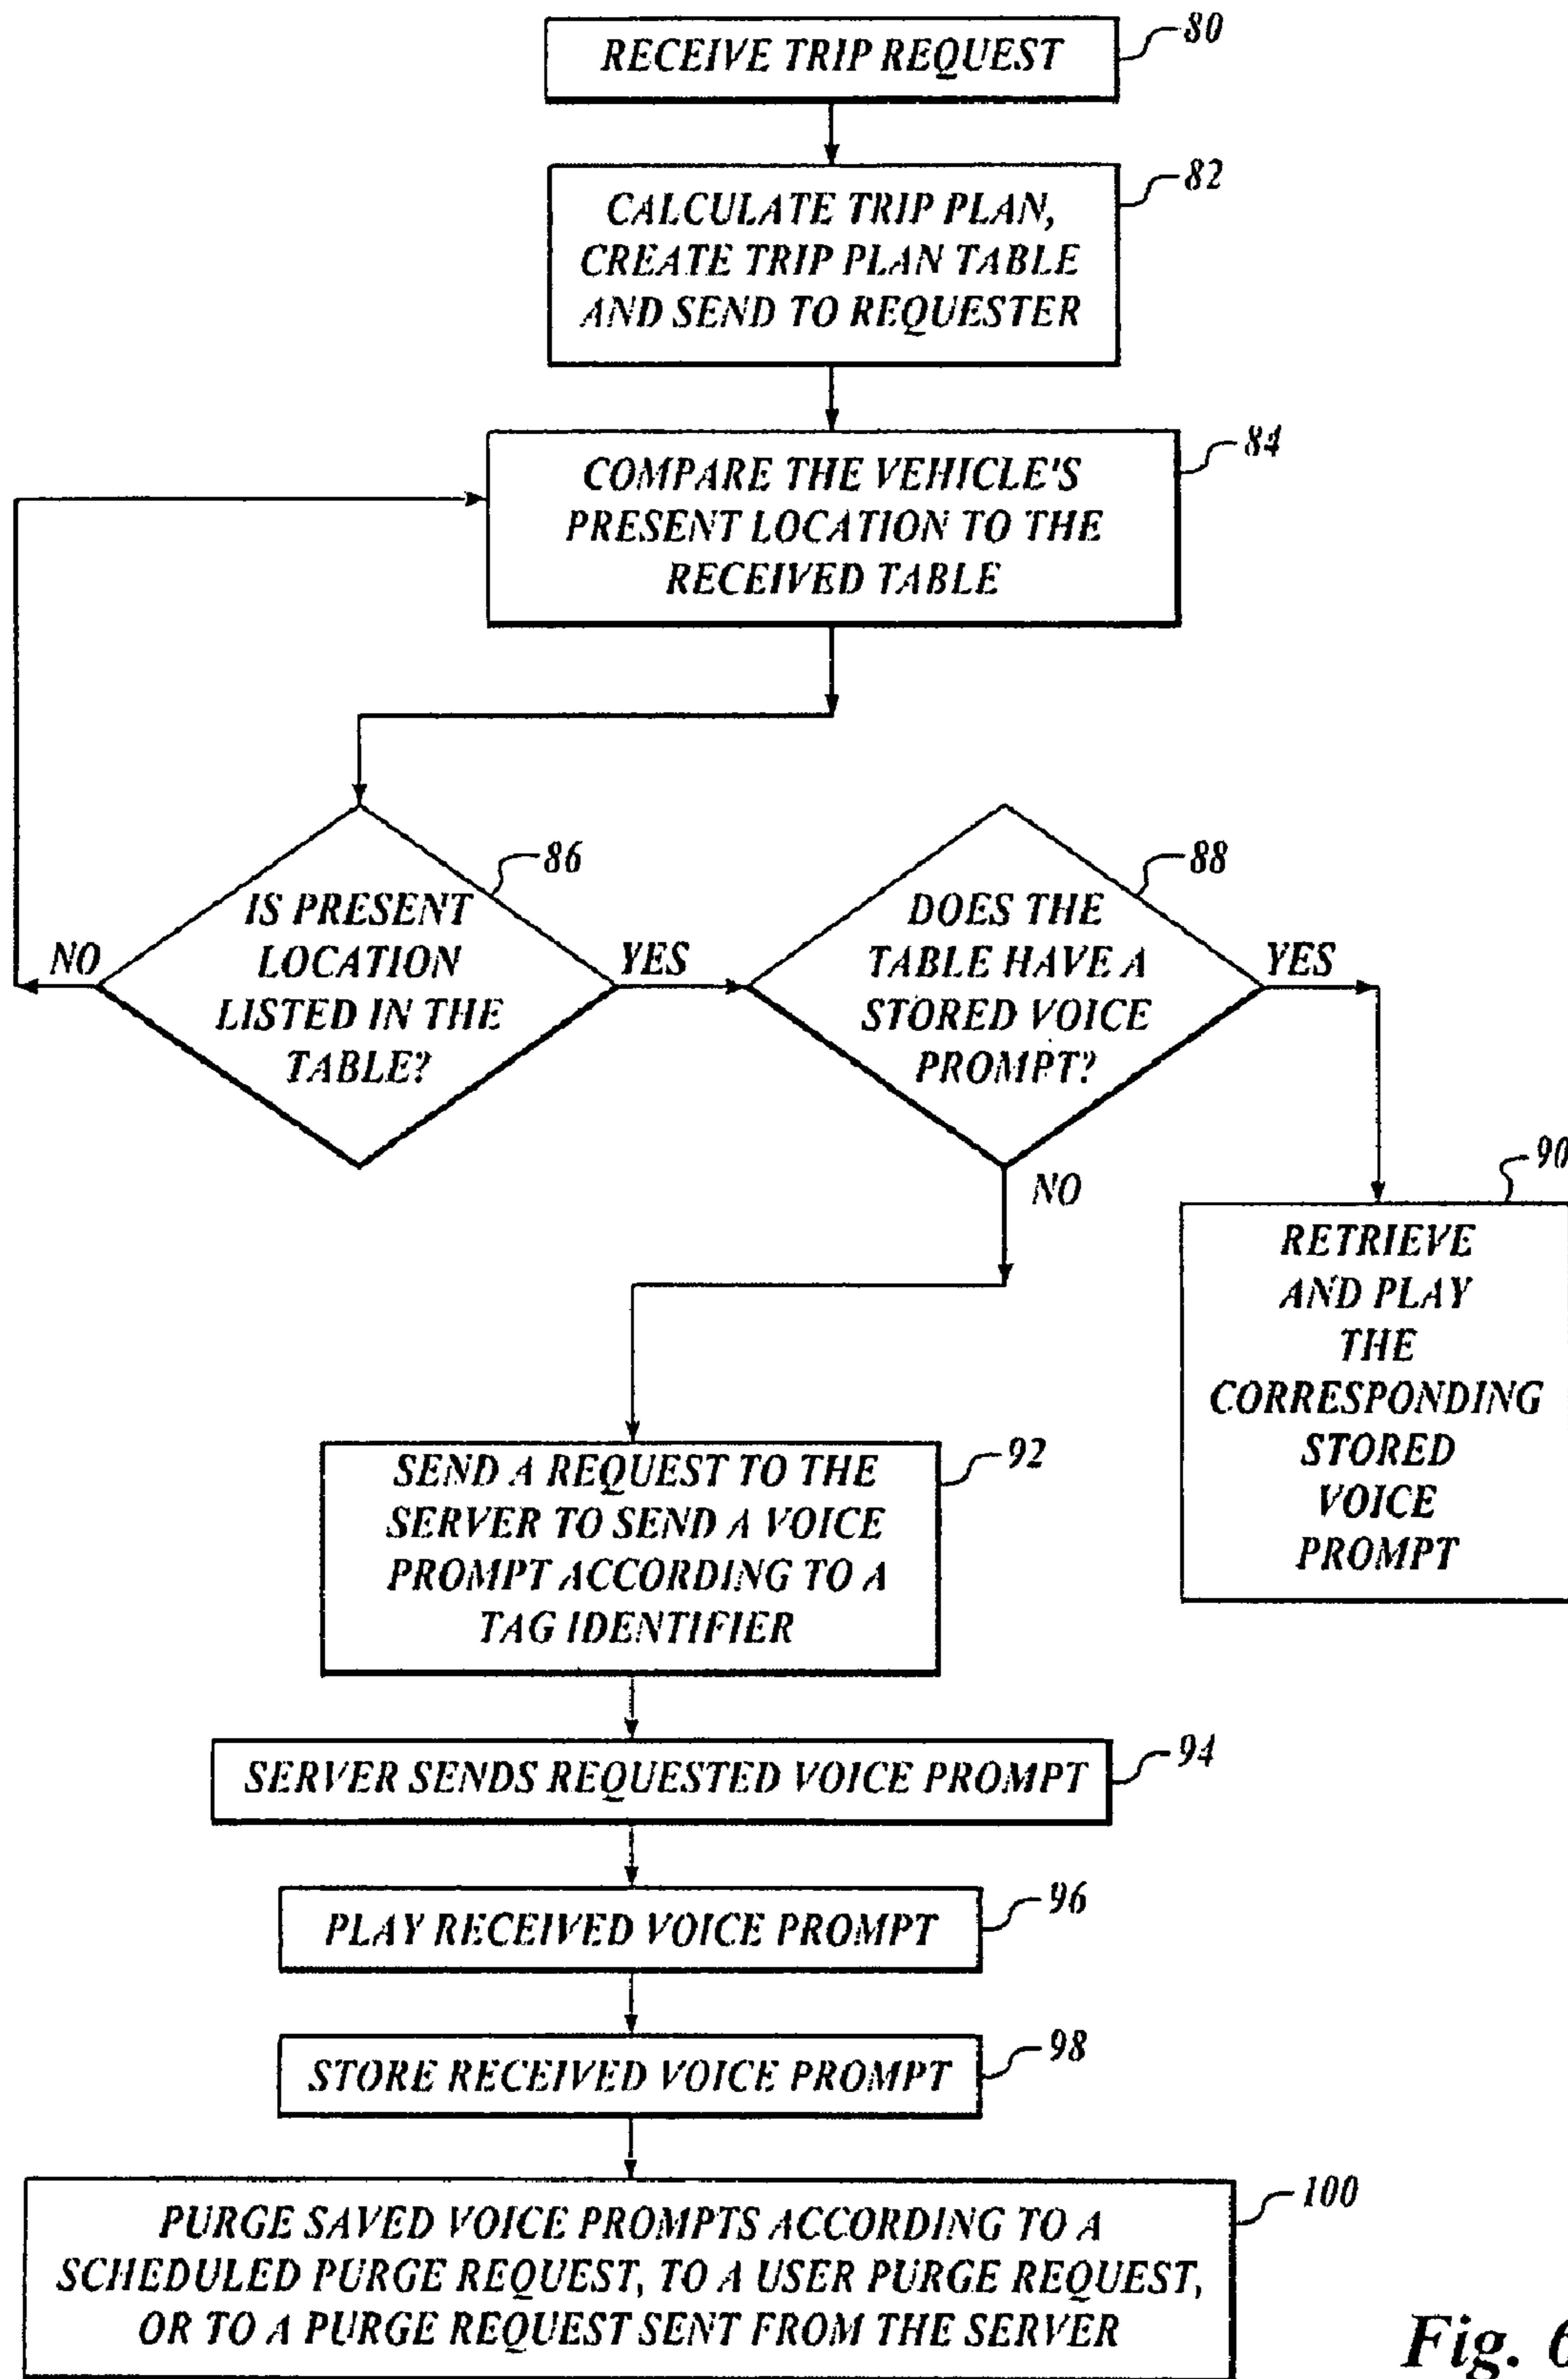 RECEIVE TRIP REQUEST
80
CALCULATE TRIP PLAN,
CREATE TRIP PLAN TABLE
AND SEND TO REQUESTER
82
COMPARE THE VEHICLE'S
PRESENT LOCATION TO THE
RECEIVED TABLE
84
IS PRESENT
LOCATION
LISTED IN THE
TABLE?
86
NO
YES
DOES THE
TABLE HAVE A
STORED VOICE
PROMPT?
88
YES
NO
RETRIEVE
AND PLAY
THE
CORRESPONDING
STORED
VOICE
PROMPT
90
SEND A REQUEST TO THE
SERVER TO SEND A VOICE
PROMPT ACCORDING TO A
TAG IDENTIFIER
92
SERVER SENDS REQUESTED VOICE PROMPT
94
PLAY RECEIVED VOICE PROMPT
96
STORE RECEIVED VOICE PROMPT
98
PURGE SAVED VOICE PROMPTS ACCORDING TO A
SCHEDULED PURGE REQUEST, TO A USER PURGE REQUEST,
OR TO A PURGE REQUEST SENT FROM THE SERVER
100
Fig. 6